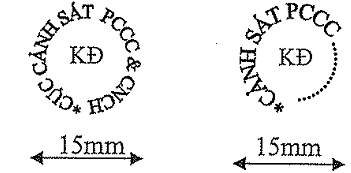 *CỤC CẢNH SÁT PCCC & CNCH
KĐ
15mm
*CẢNH SÁT PCCC..............
KĐ
15mm